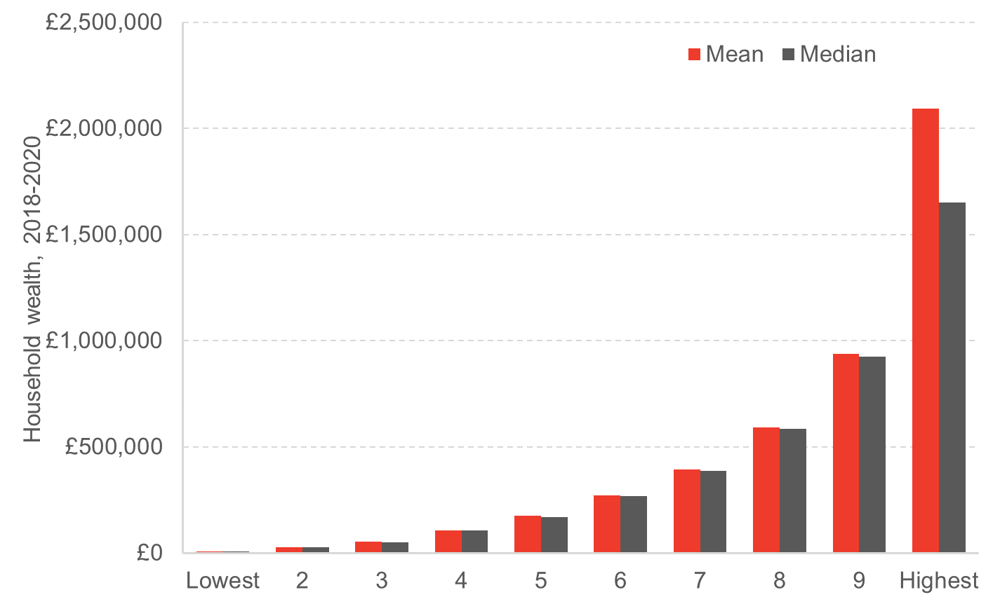 £2,500,000
Mean Median
£2,000,000
£1,500,000
£1,000,000
£500,000
£0
Household wealth, 2018-2020
Lowest 2 3 4 5 6 7 8 9 Highest